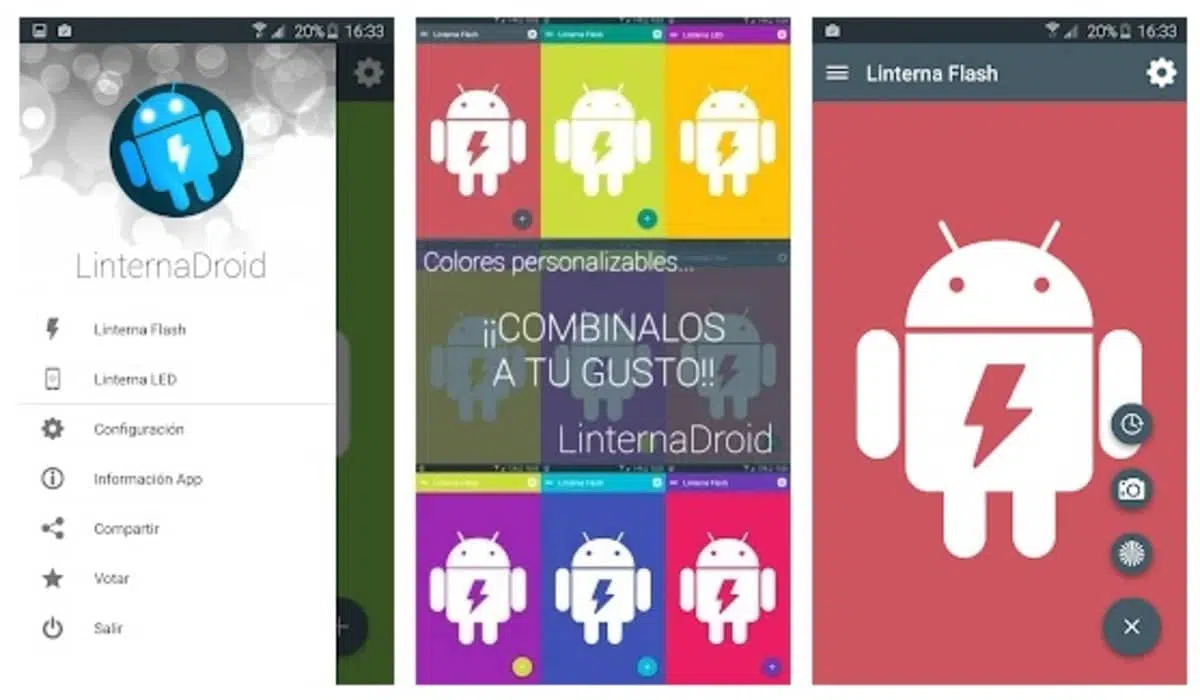 20% 16:33
LinternaDroid
Linterna Flash
Linterna LED
Configuración
Información App
Compartir
Votar
Salir
Linterna Flash
Linterna Flash
Linterna LED
Colores personalizables...
¡¡COMBINALOS
A TU GUSTO!!
LinternaDroid
Linterna Flash
Linterna Flash
20% 16:33
Linterna Flash